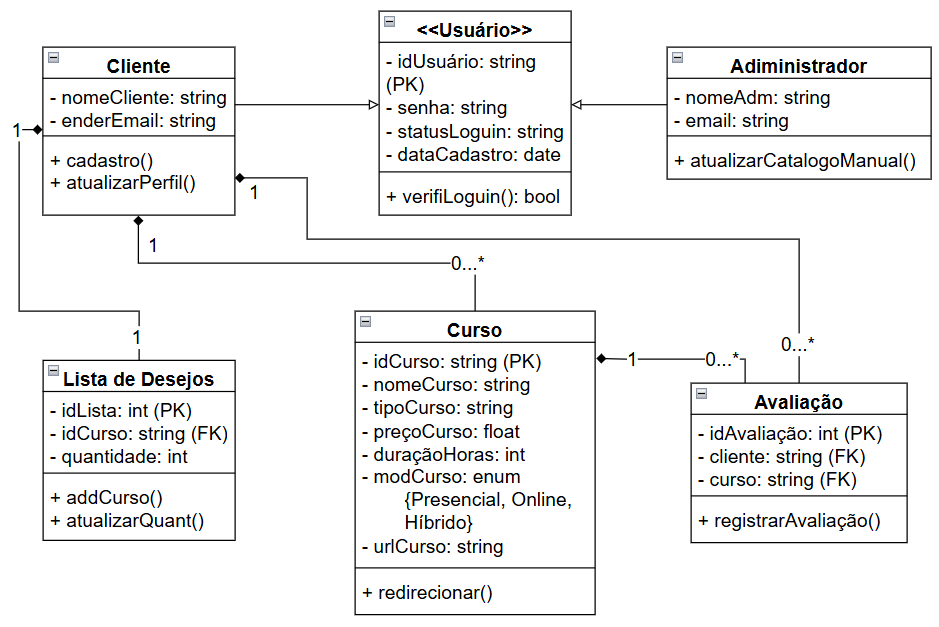 <<Usuário>>
- idUsuário: string
(PK)
- senha: string
- statusLoguin: string
- dataCadastro: date
+ verifiLoguin(): bool
Cliente
- nomeCliente: string
- enderEmail: string
+ cadastro()
+ atualizarPerfil()
Adiministrador
- nomeAdm: string
- email: string
+ atualizarCatalogoManual()
1
1
1
0...*
1
0...*
1
0...*
Lista de Desejos
- idLista: int (PK)
- idCurso: string (FK)
- quantidade: int
+ addCurso()
+ atualizarQuant()
Curso
- idCurso: string (PK)
- nomeCurso: string
- tipoCurso: string
- preçoCurso: float
- duraçãoHoras: int
- modCurso: enum
{Presencial, Online,
Híbrido}
- urlCurso: string
+ redirecionar()
Avaliação
- idAvaliação: int (PK)
- cliente: string (FK)
- curso: string (FK)
+ registrarAvaliação()